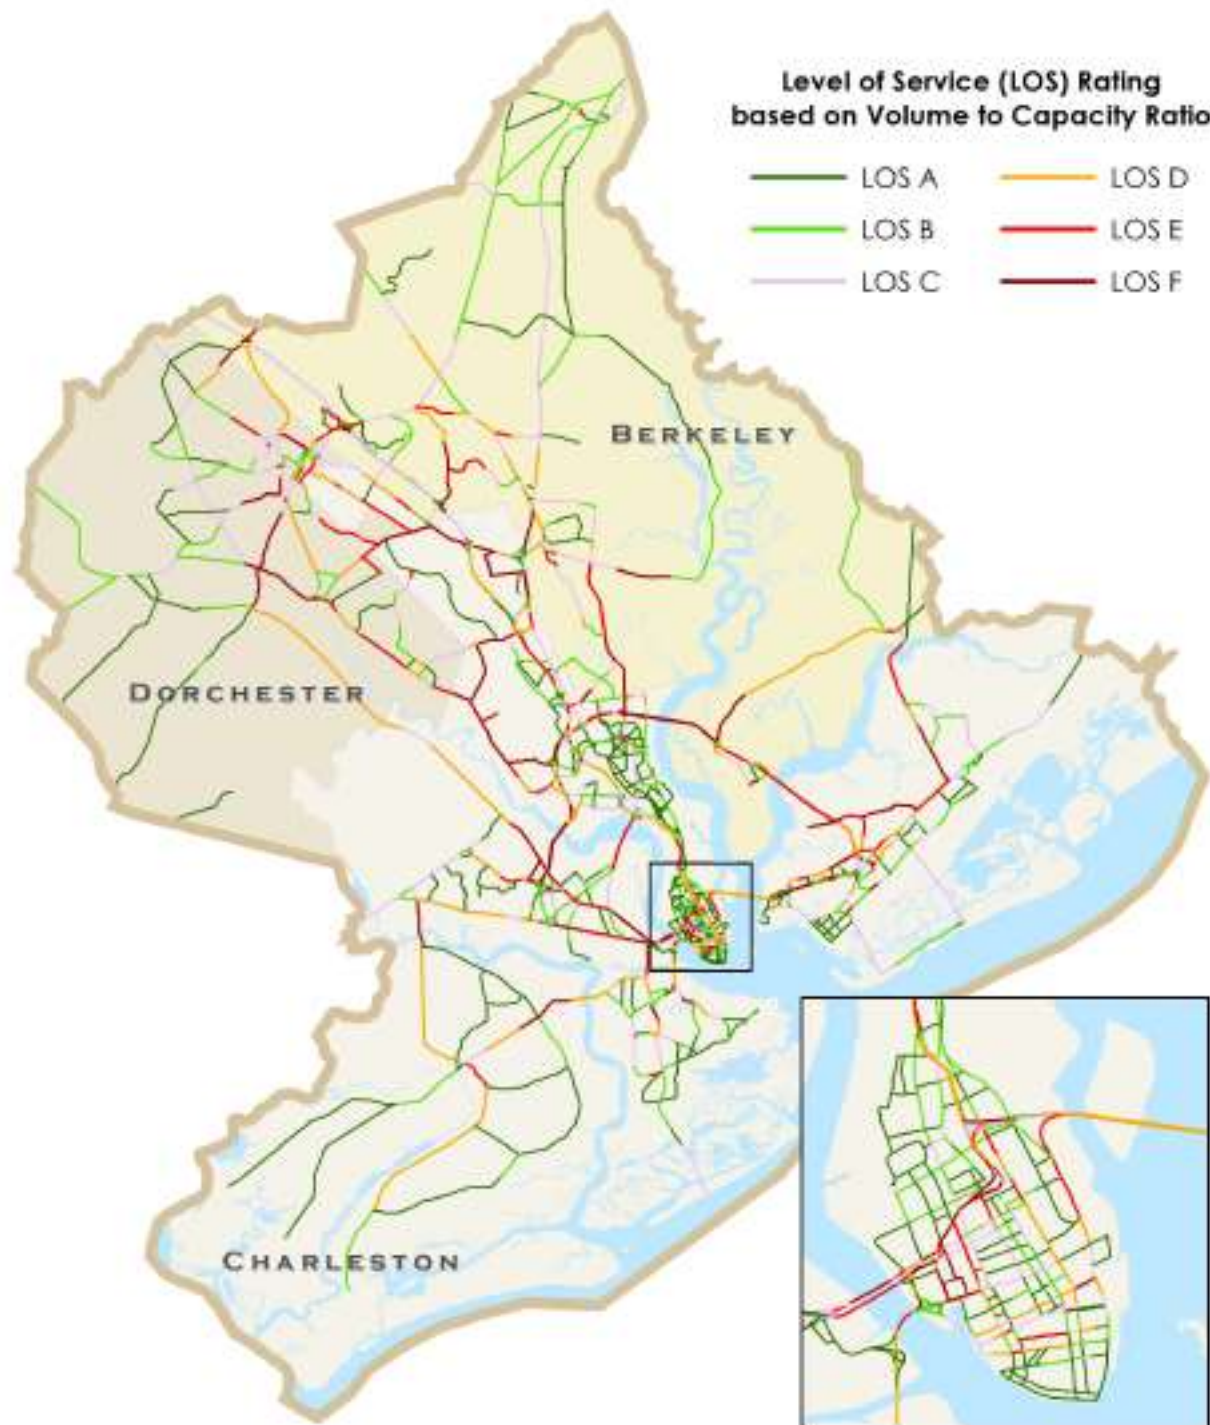 Level of Service (LOS) Rating
based on Volume to Capacity Ratio
LOS A
LOS D
LOS B
LOS E
LOS C
LOS F
BERKELEY
DORCHESTER
CHARLESTON